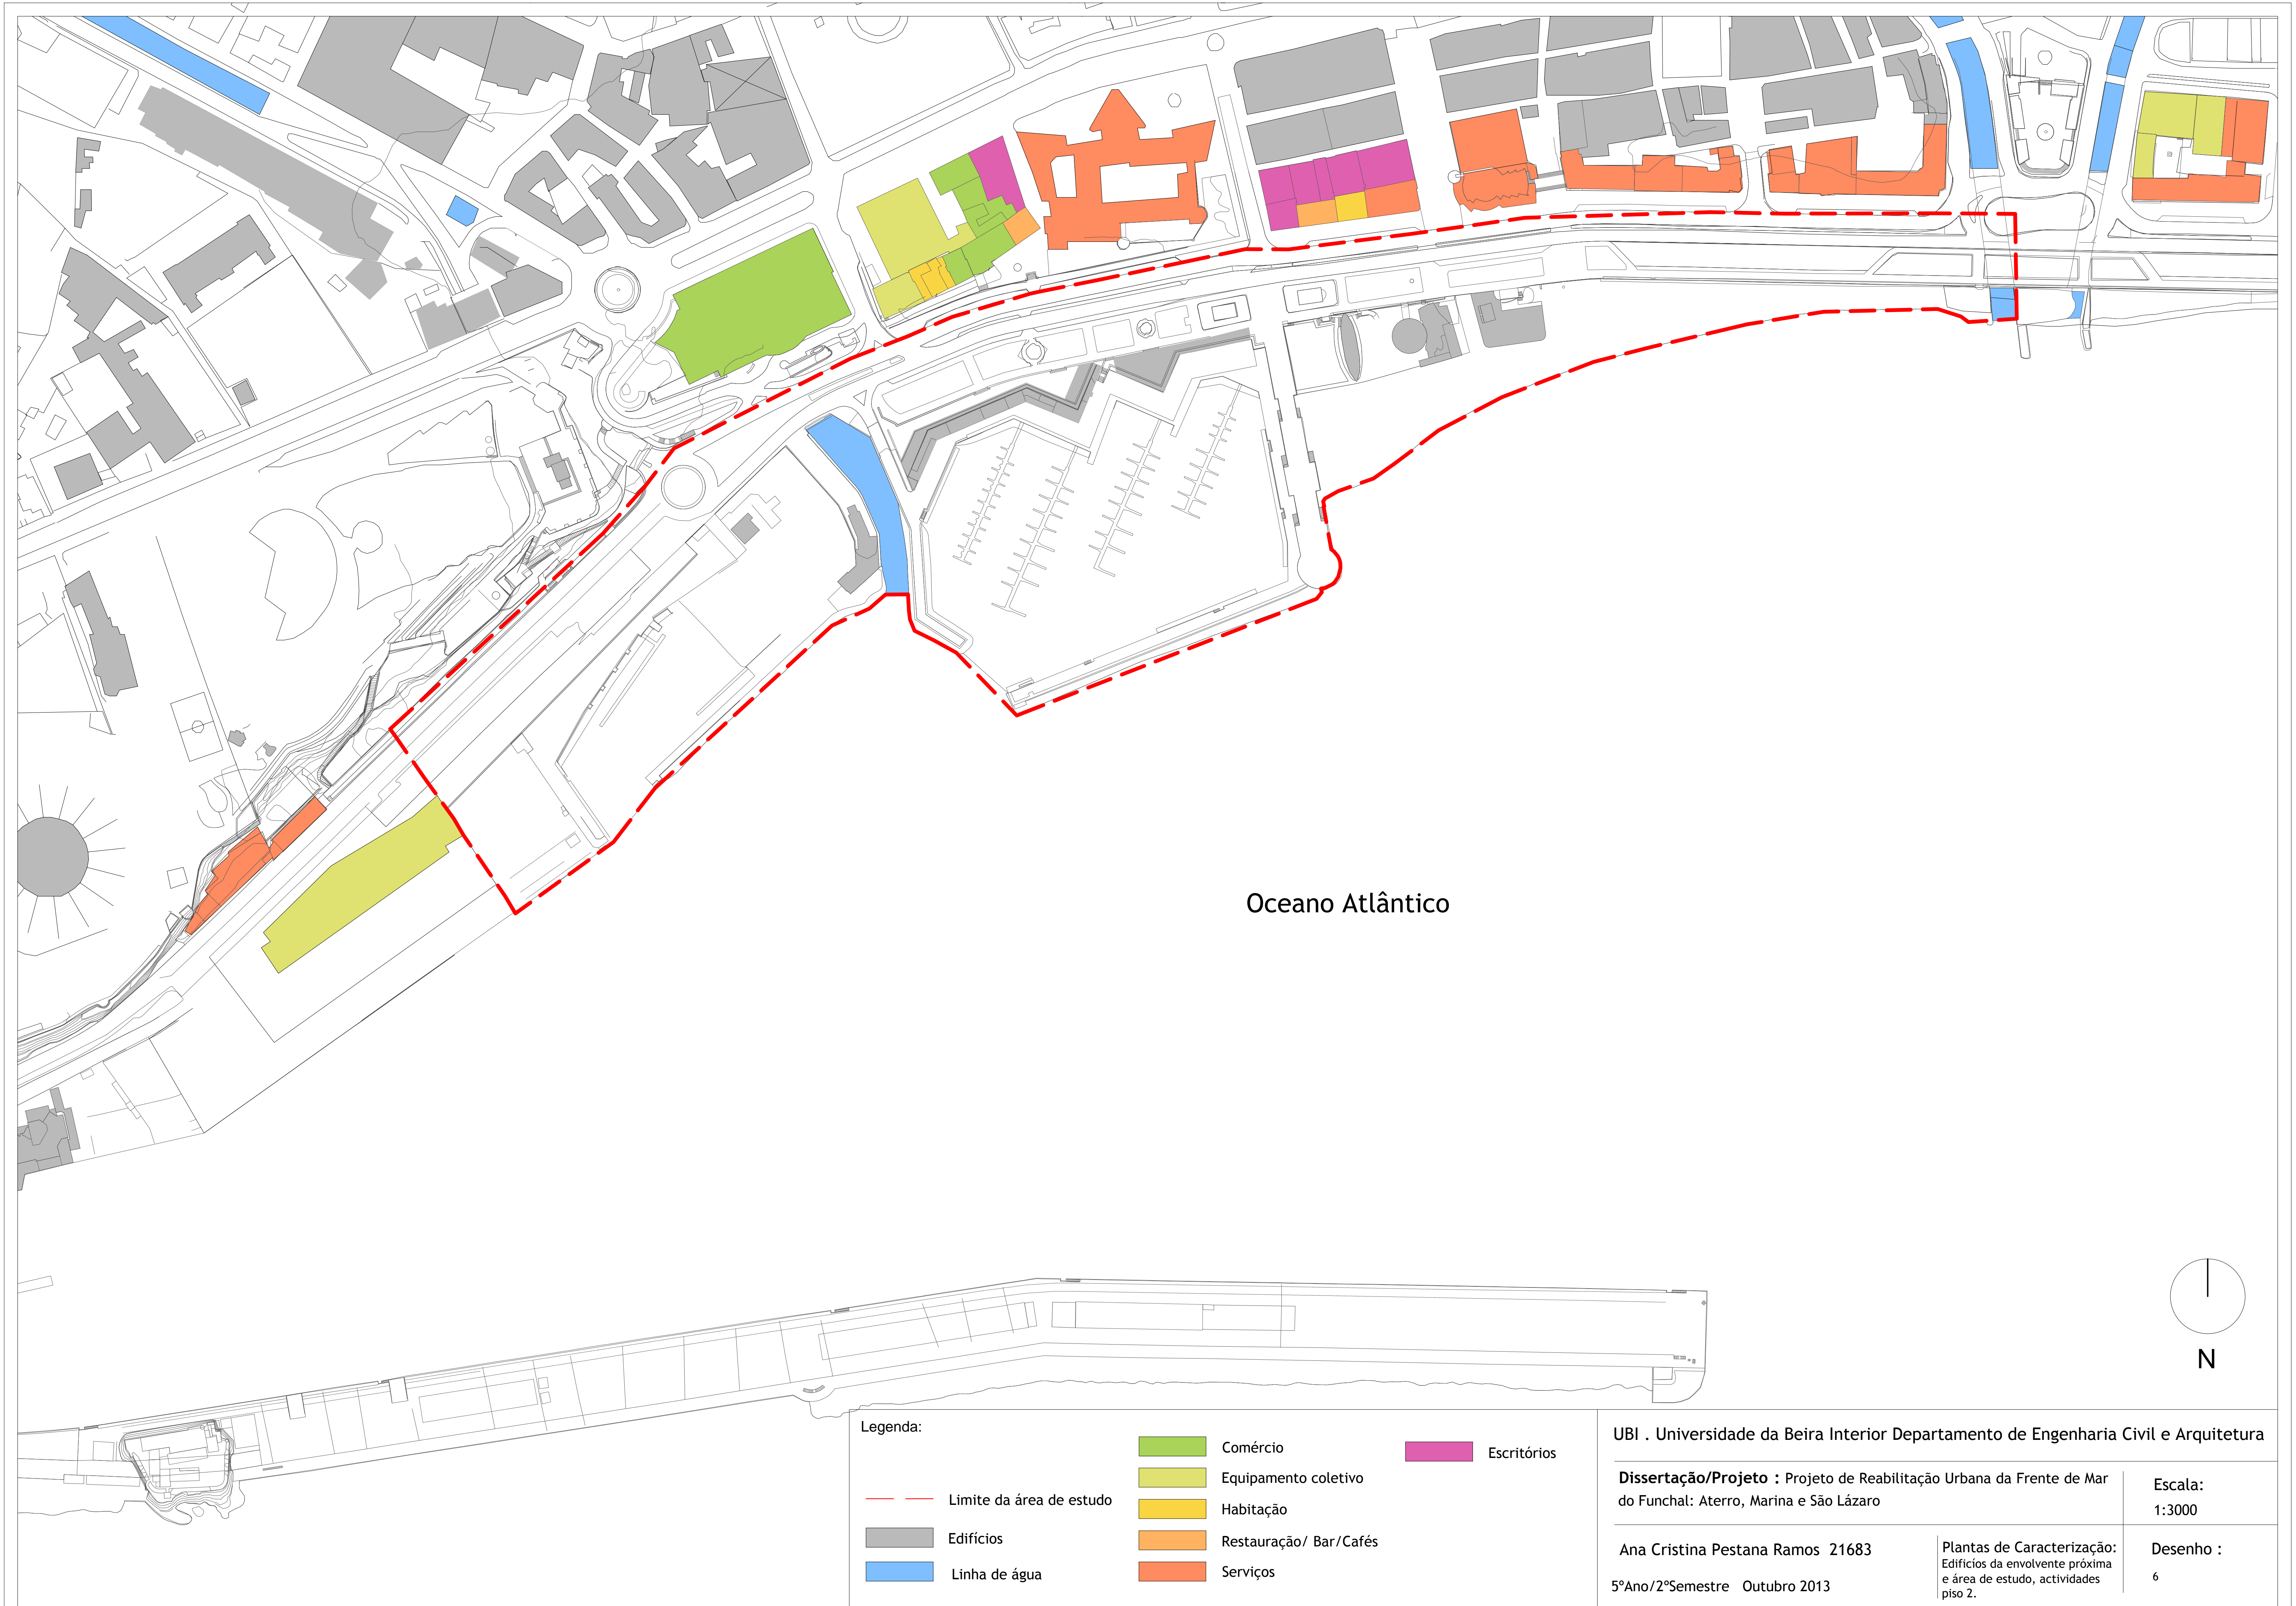 Oceano Atlântico
N
Legenda:
Limite da área de estudo
Edifícios
Linha de água
Comércio
Equipamento coletivo
Habitação
Restauração/ Bar/Cafés
Serviços
Escritórios
UBI . Universidade da Beira Interior Departamento de Engenharia Civil e Arquitetura
Dissertação/Projeto : Projeto de Reabilitação Urbana da Frente de Mar
do Funchal: Aterro, Marina e São Lázaro
Escala:
1:3000
Ana Cristina Pestana Ramos 21683
5ºAno/2ºSemestre Outubro 2013
Plantas de Caracterização:
Edificíos da envolvente próxima
e área de estudo, actividades
piso 2.
Desenho :
6